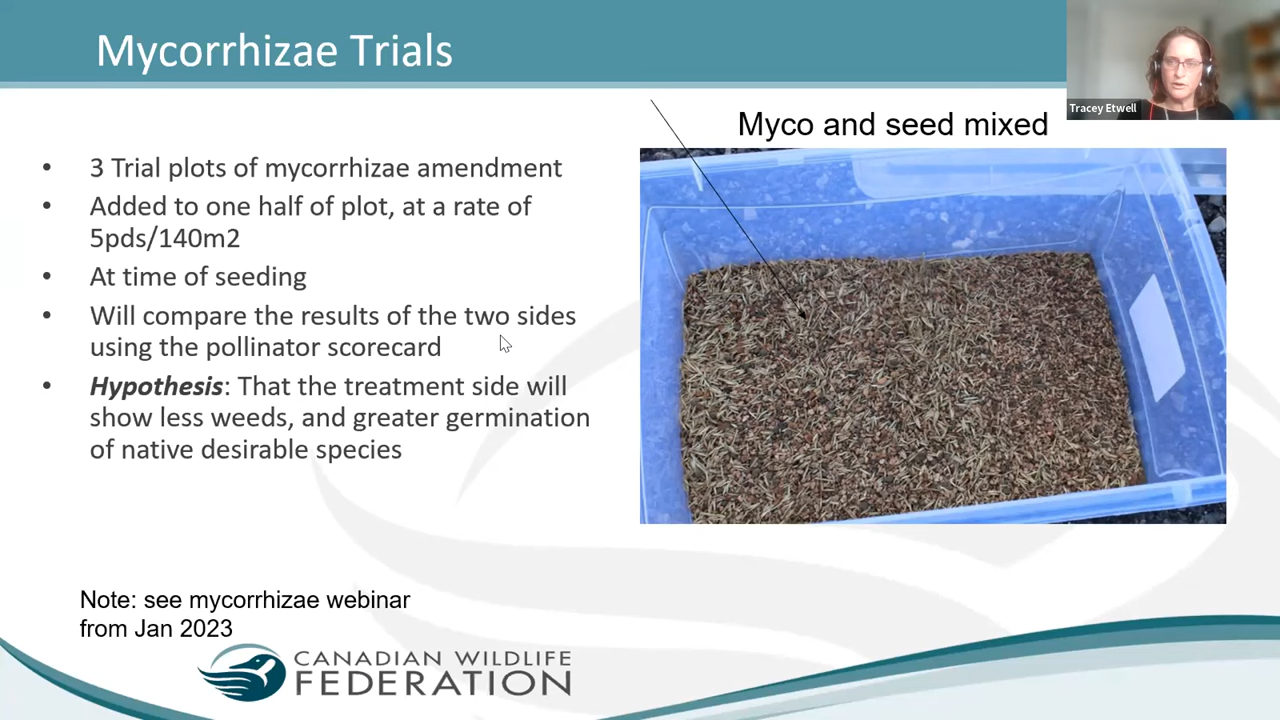 Mycorrhizae Trials
Tracey Etwell
Myco and seed mixed
• 3 Trial plots of mycorrhizae amendment
• Added to one half of plot, at a rate of
5pds/140m2
• At time of seeding
• Will compare the results of the two sides
using the pollinator scorecard
• Hypothesis: That the treatment side will
show less weeds, and greater germination
of native desirable species
Note: see mycorrhizae webinar
from Jan 2023
CANADIAN WILDLIFE
FEDERATION